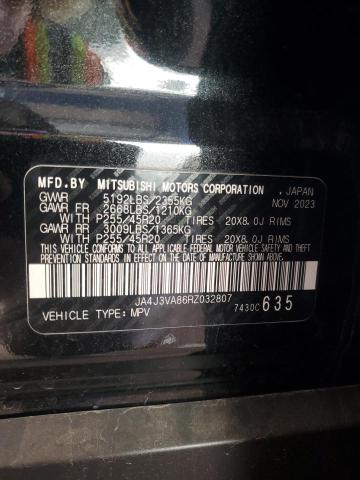 MFD.BY MITSUBISHI MOTORS CORPORATION , JAPAN
GVWR 5192LBS/2355KG NOV 2023
GAWR FR 2668LBS/1210KG
WITH P255/45R20 TIRES 20X8.0J RIMS
GAWR RR 3009LBS/1365KG
WITH P255/45R20 TIRES 20X8.0J RIMS
THIS VEHICLE CONFORMS TO ALL APPLICABLE FEDERAL MOTOR VEHICLE
SAFETY, BUMPER, AND THEFT PREVENTION STANDARDS IN EFFECT ON
THE DATE OF MANUFACTURE SHOWN ABOVE.
JA4J3VA86RZ032807
VEHICLE TYPE: MPV 7430C 635